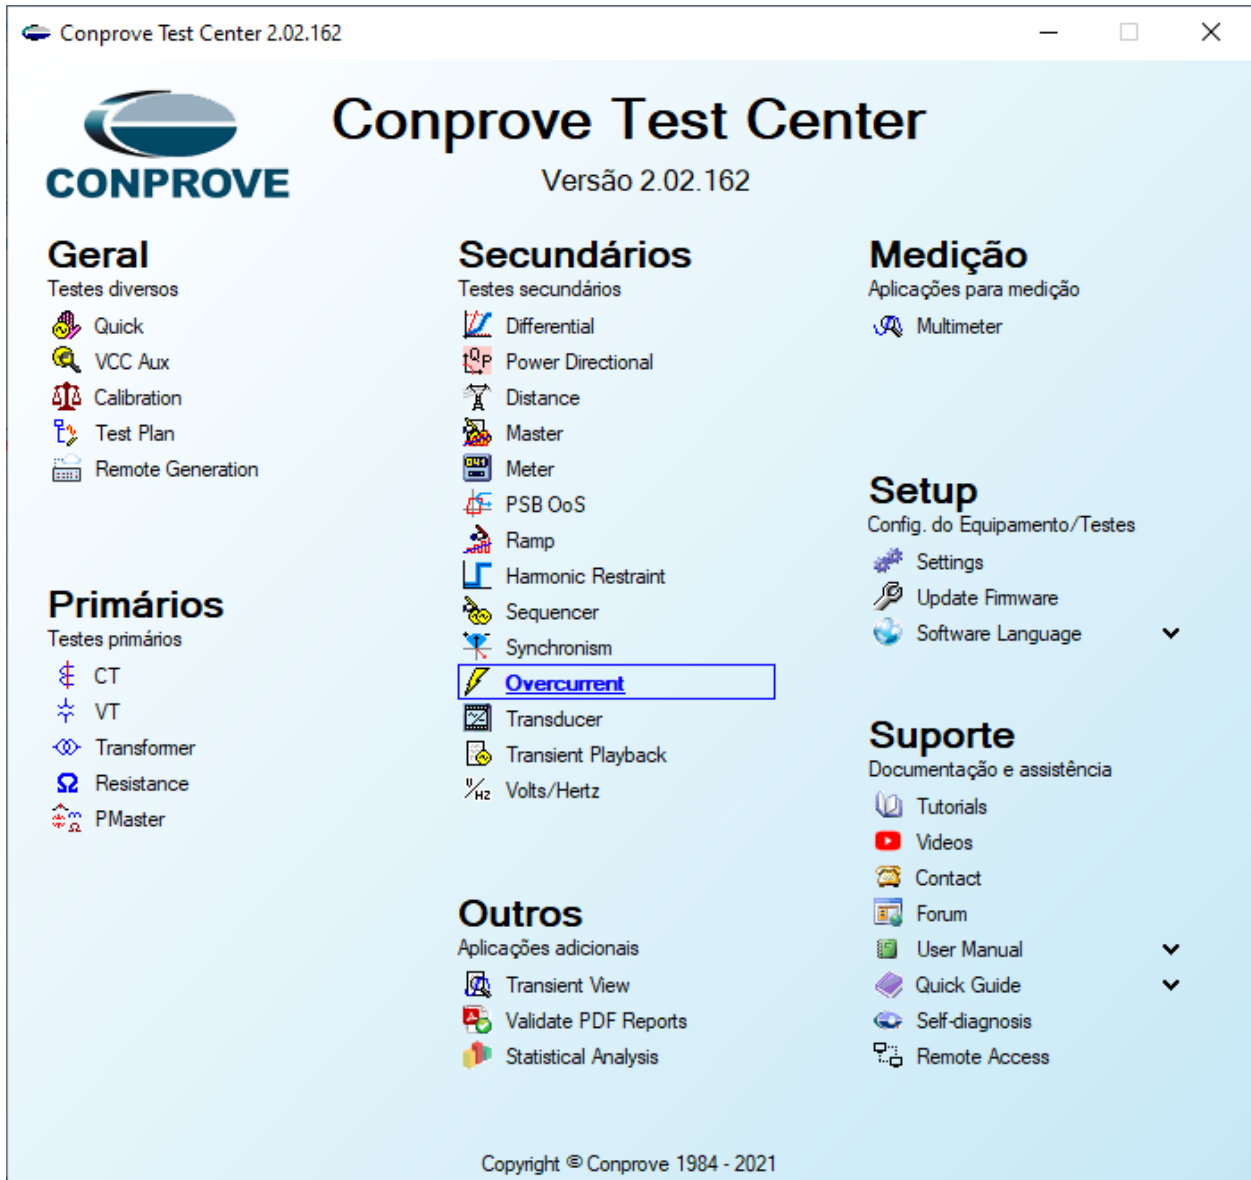 Conprove Test Center 2.02.162
CONPROVE
Conprove Test Center
Versão 2.02.162
Geral
Testes diversos
Quick
VCC Aux
Calibration
Test Plan
Remote Generation
Primários
Testes primários
CT
VT
Transformer
Resistance
PMaster
Secundários
Testes secundários
Differential
Power Directional
Distance
Master
Meter
PSB OoS
Ramp
Harmonic Restraint
Sequencer
Synchronism
Overcurrent
Transducer
Transient Playback
Volts/Hertz
Outros
Aplicações adicionais
Transient View
Validate PDF Reports
Statistical Analysis
Medição
Aplicações para medição
Multimeter
Setup
Config. do Equipamento/Testes
Settings
Update Firmware
Software Language
Suporte
Documentação e assistência
Tutorials
Videos
Contact
Forum
User Manual
Quick Guide
Self-diagnosis
Remote Access
Copyright © Conprove 1984 - 2021